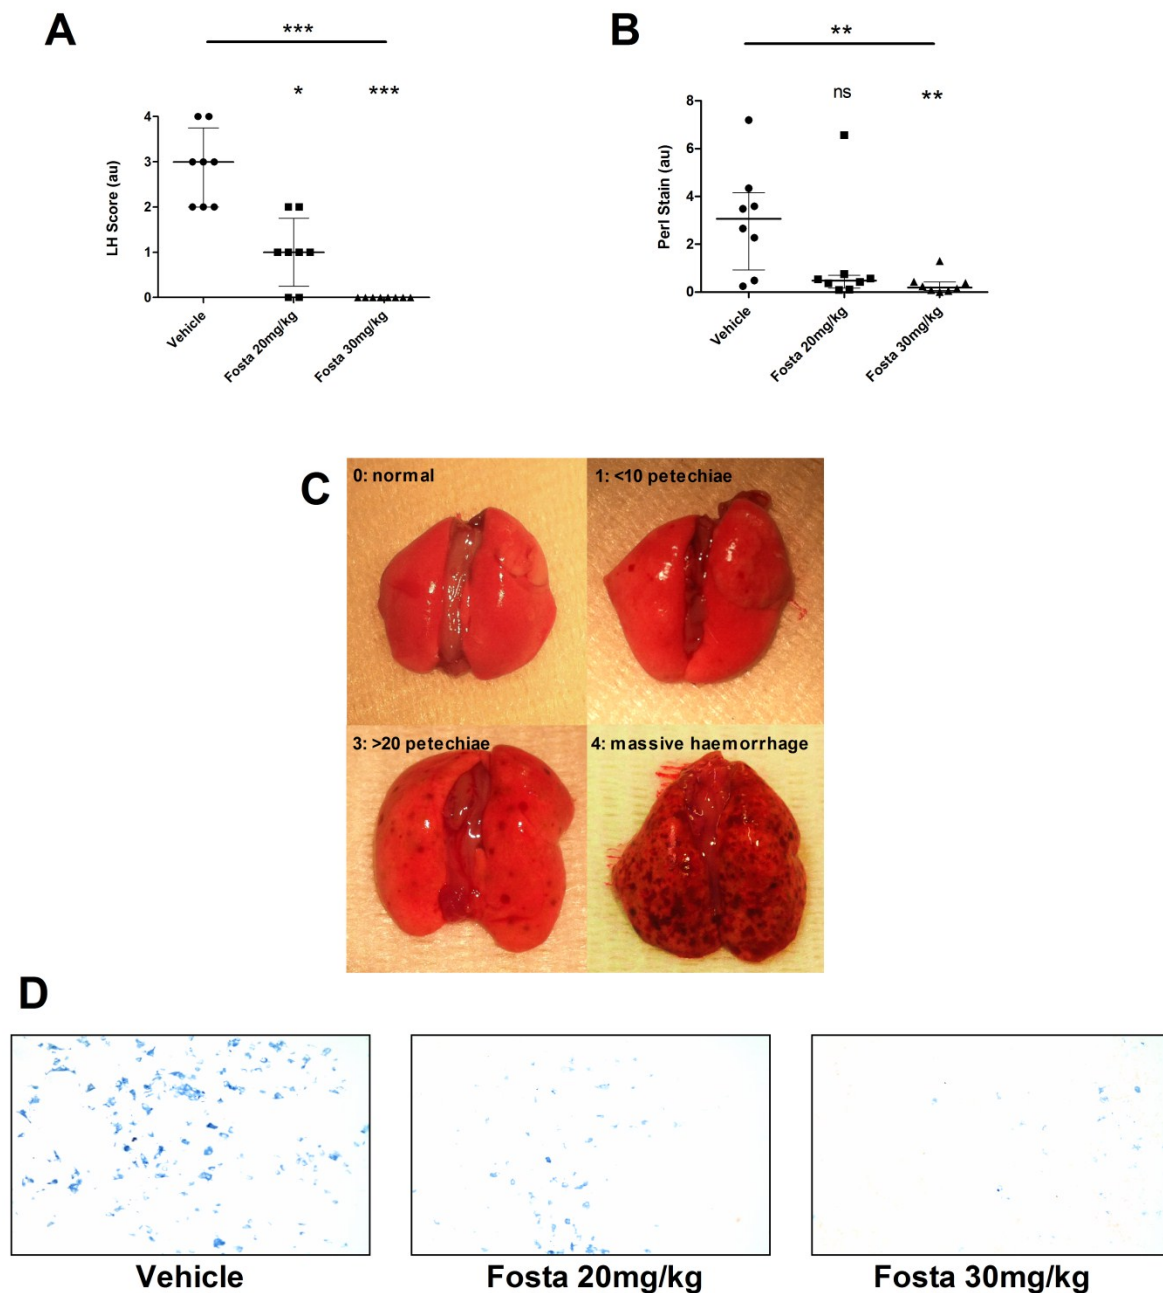 A
***
* ***
LH Score (au)
4
3
2
1
0
Vehicle
Fosta 20mg/kg
Fosta 30mg/kg
B
**
ns **
Perl Stain (au)
8
6
4
2
0
Vehicle
Fosta 20mg/kg
Fosta 30mg/kg
C
0: normal
1: <10 petechiae
3: >20 petechiae
4: massive haemorrhage
D
Vehicle
Fosta 20mg/kg
Fosta 30mg/kg